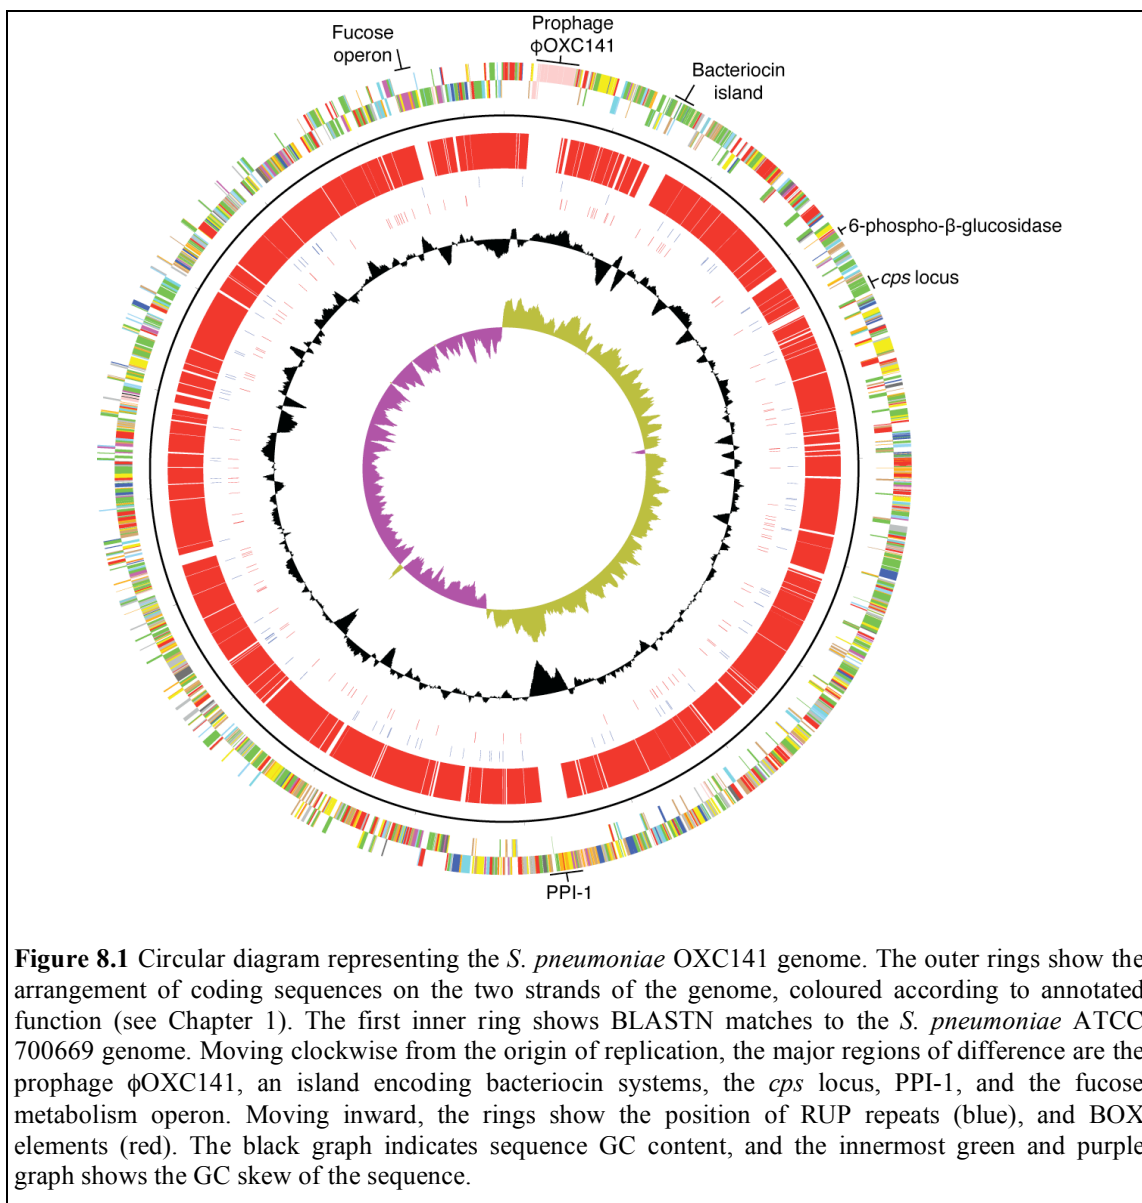 Prophage
ϕOXC141
Fucose
operon
Bacteriocin
island
6-phospho-β-glucosidase
cps locus
PPI-1
Figure 8.1 Circular diagram representing the S. pneumoniae OXC141 genome. The outer rings show the
arrangement of coding sequences on the two strands of the genome, coloured according to annotated
function (see Chapter 1). The first inner ring shows BLASTN matches to the S. pneumoniae ATCC
700669 genome. Moving clockwise from the origin of replication, the major regions of difference are the
prophage ϕOXC141, an island encoding bacteriocin systems, the cps locus, PPI-1, and the fucose
metabolism operon. Moving inward, the rings show the position of RUP repeats (blue), and BOX
elements (red). The black graph indicates sequence GC content, and the innermost green and purple
graph shows the GC skew of the sequence.